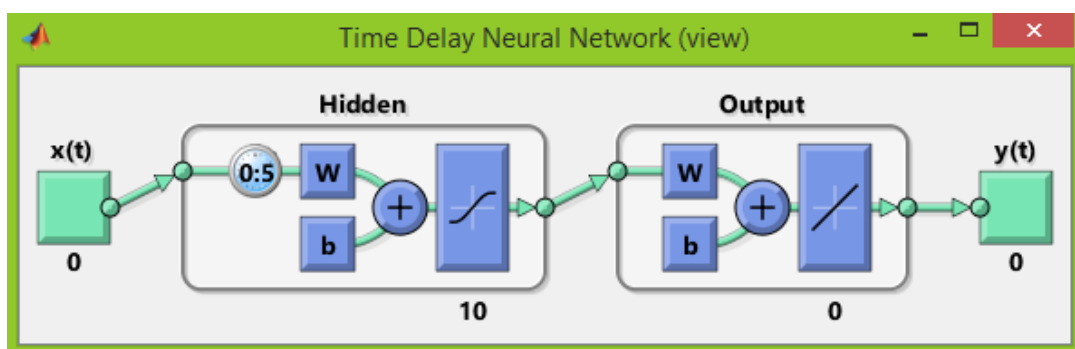 Time Delay Neural Network (view)
Hidden
Output
x(t)
0:5
W
b
+
W
b
+
y(t)
0
10
0
0